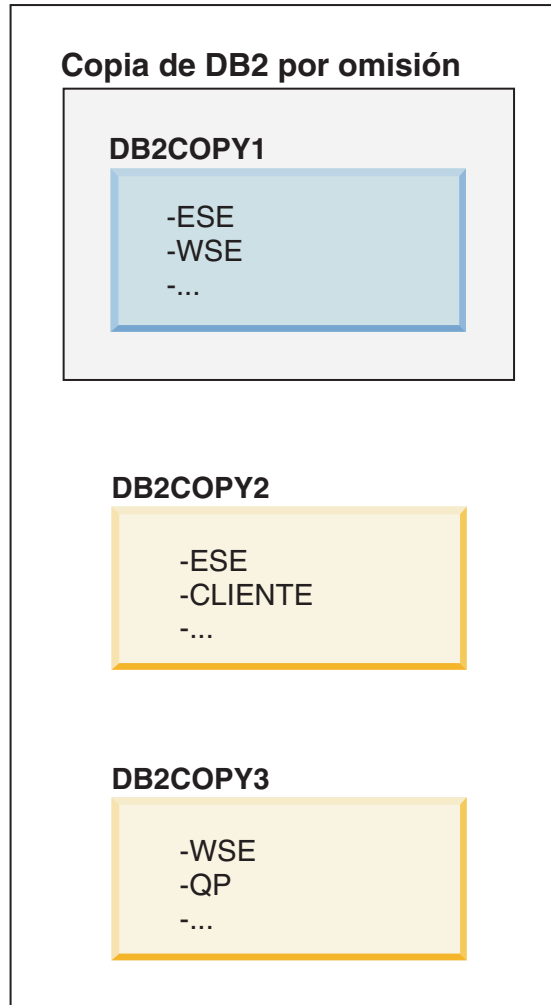 Copia de DB2 por omisión
DB2COPY1
-ESE
-WSE
-...
DB2COPY2
-ESE
-CLIENTE
-...
DB2COPY3
-WSE
-QP
-...